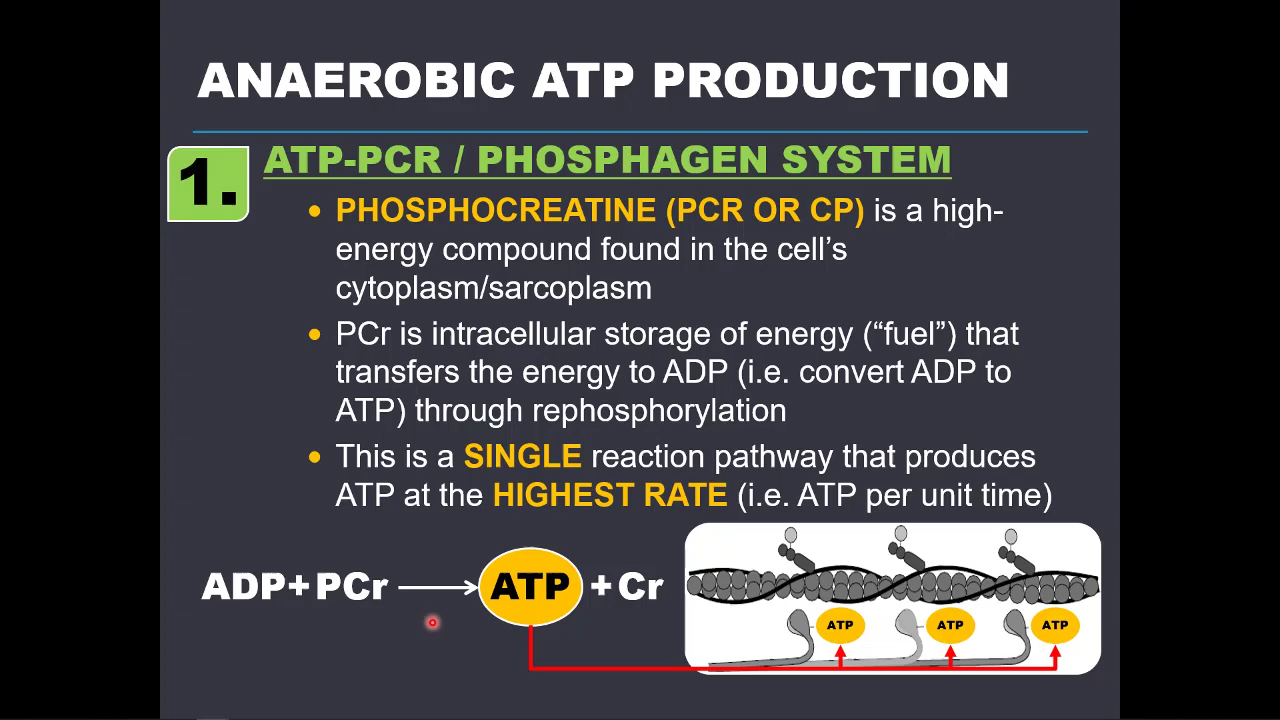 ANAEROBIC ATP PRODUCTION
1.
ATP-PCR / PHOSPHAGEN SYSTEM
• PHOSPHOCREATINE (PCR OR CP) is a high-
energy compound found in the cell’s
cytoplasm/sarcoplasm
• PCr is intracellular storage of energy (“fuel”) that
transfers the energy to ADP (i.e. convert ADP to
ATP) through rephosphorylation
• This is a SINGLE reaction pathway that produces
ATP at the HIGHEST RATE (i.e. ATP per unit time)
ADP+ PCr → ATP + Cr
ATP ATP ATP